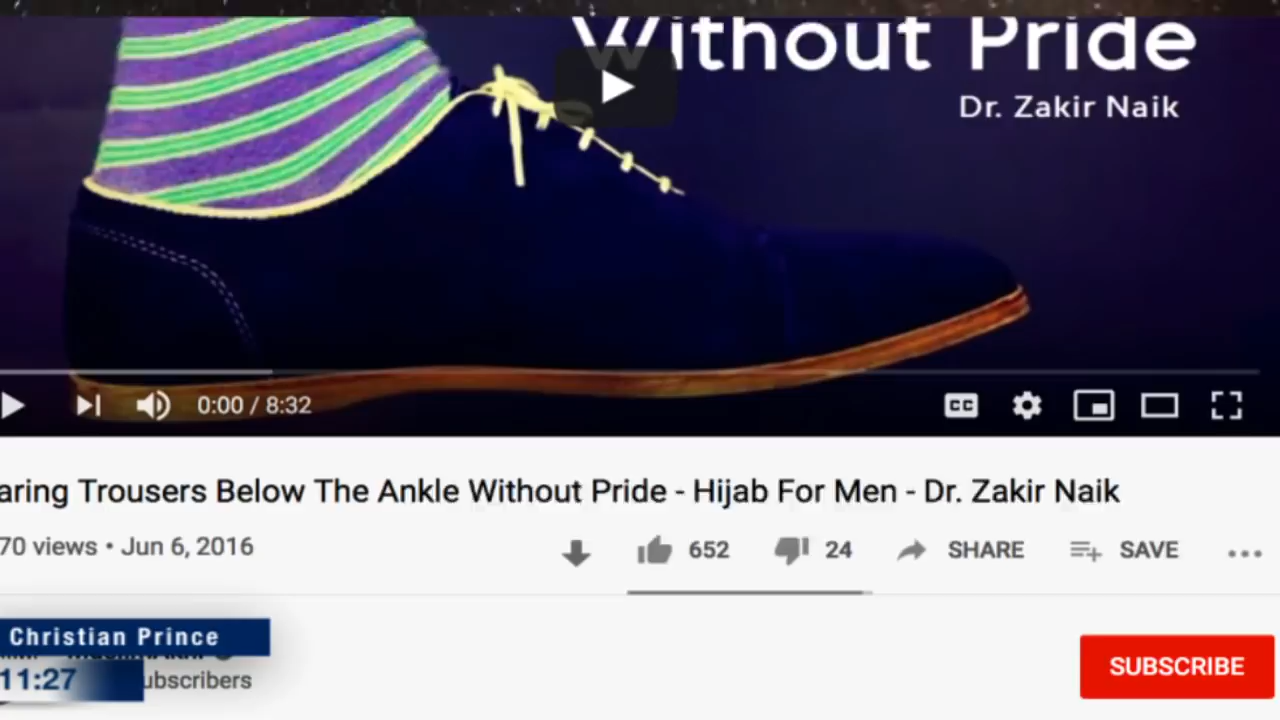 Without Pride
Dr. Zakir Naik
CC
0:00 / 8:32
aring Trousers Below The Ankle Without Pride - Hijab For Men - Dr. Zakir Naik
70 views • Jun 6, 2016
652
24
SHARE
SAVE
Christian Prince
11:27
ubscribers
SUBSCRIBE